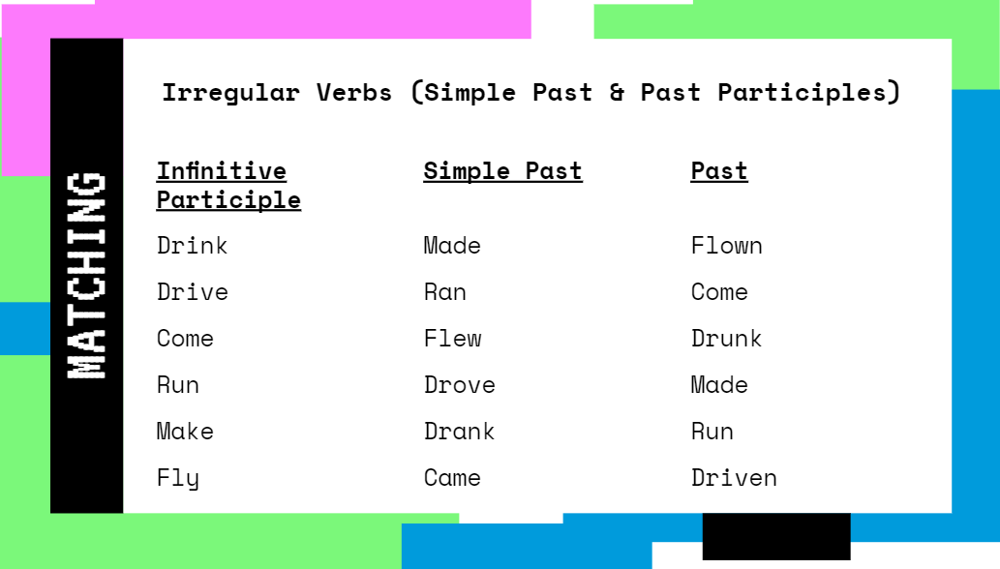 MATCHING
Irregular Verbs (Simple Past & Past Participles)
Infinitive Simple Past Past
Participle
Drink Made Flown
Drive Ran Come
Come Flew Drunk
Run Drove Made
Make Drank Run
Fly Came Driven